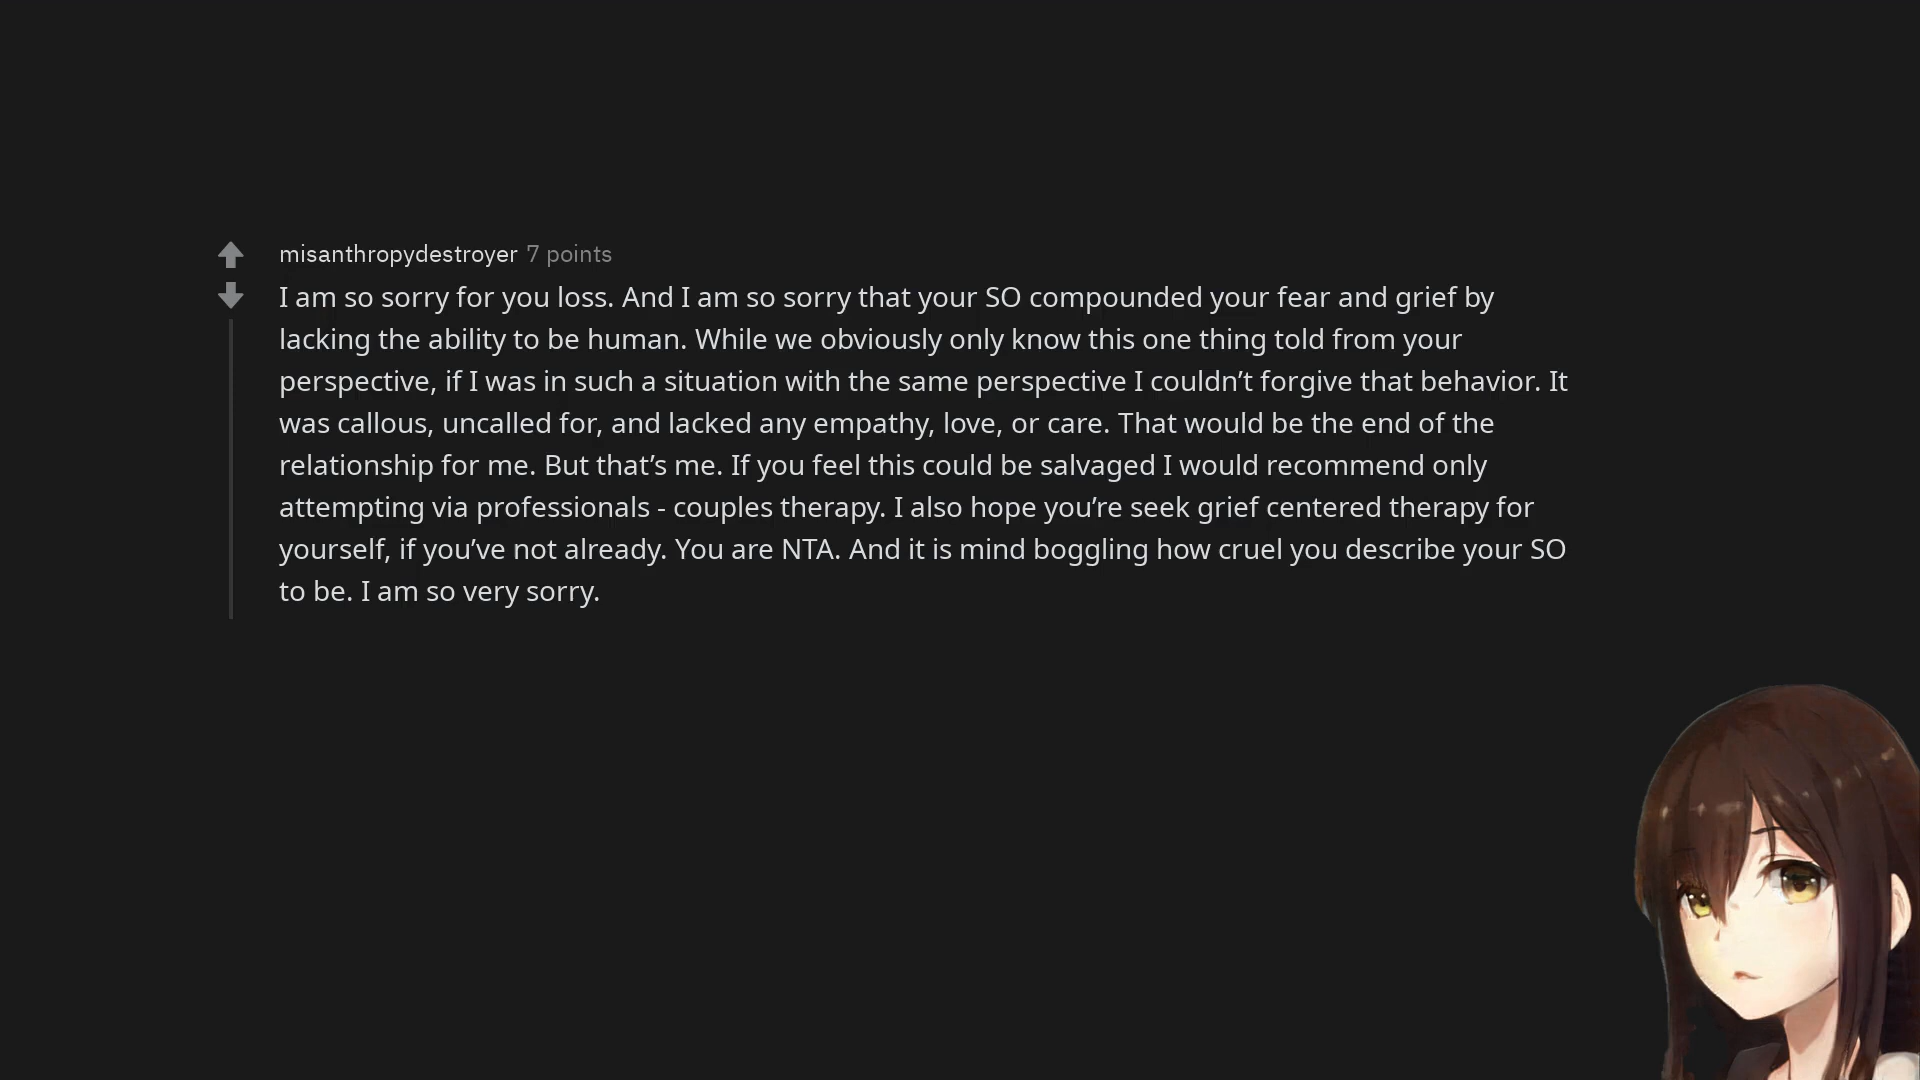 misanthropydestroyer 7 points
I am so sorry for you loss. And I am so sorry that your SO compounded your fear and grief by
lacking the ability to be human. While we obviously only know this one thing told from your
perspective, if I was in such a situation with the same perspective I couldn’t forgive that behavior. It
was callous, uncalled for, and lacked any empathy, love, or care. That would be the end of the
relationship for me. But that’s me. If you feel this could be salvaged I would recommend only
attempting via professionals - couples therapy. I also hope you’re seek grief centered therapy for
yourself, if you’ve not already. You are NTA. And it is mind boggling how cruel you describe your SO
to be. I am so very sorry.